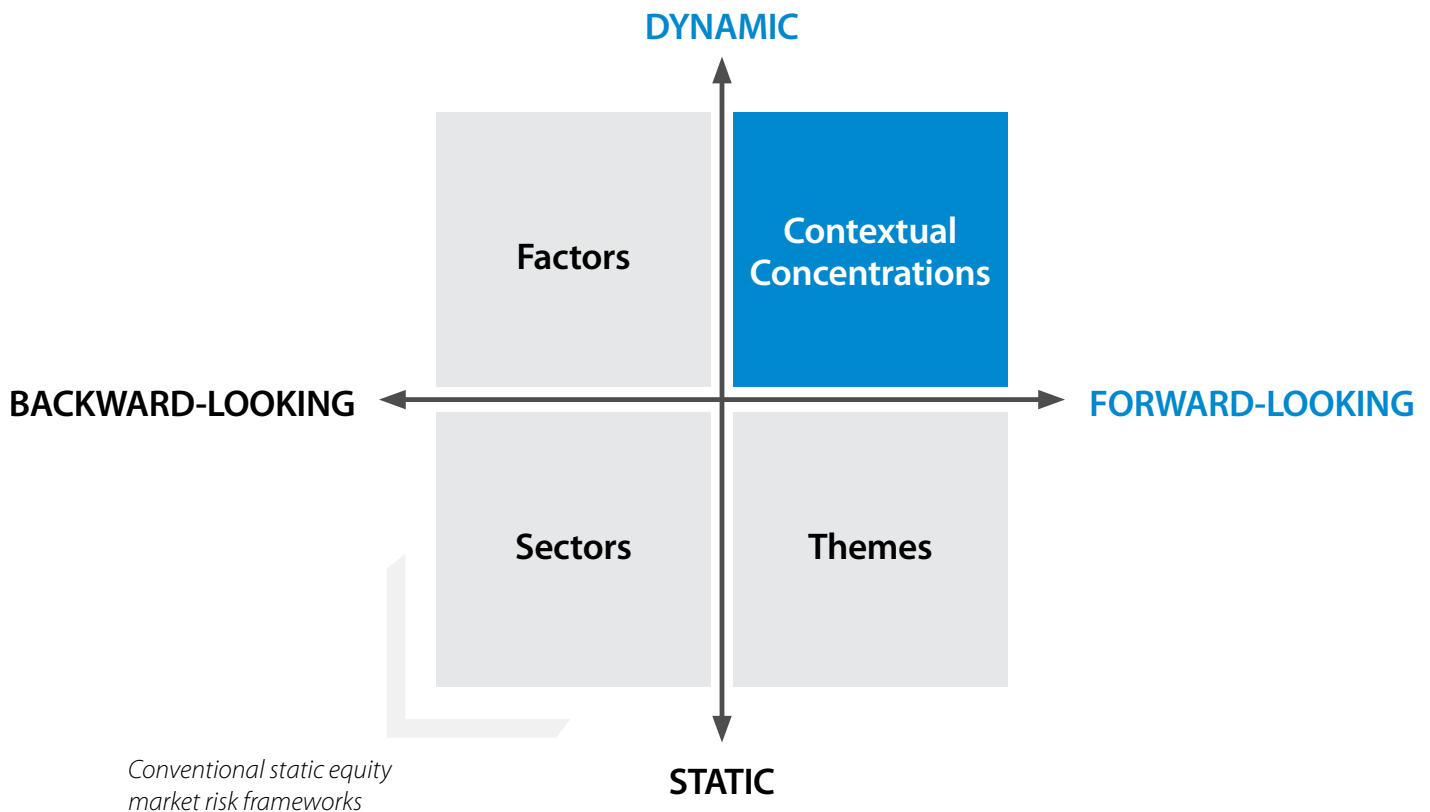 DYNAMIC
Factors
Contextual
Concentrations
BACKWARD-LOOKING
FORWARD-LOOKING
Sectors
Themes
Conventional static equity
market risk frameworks
STATIC